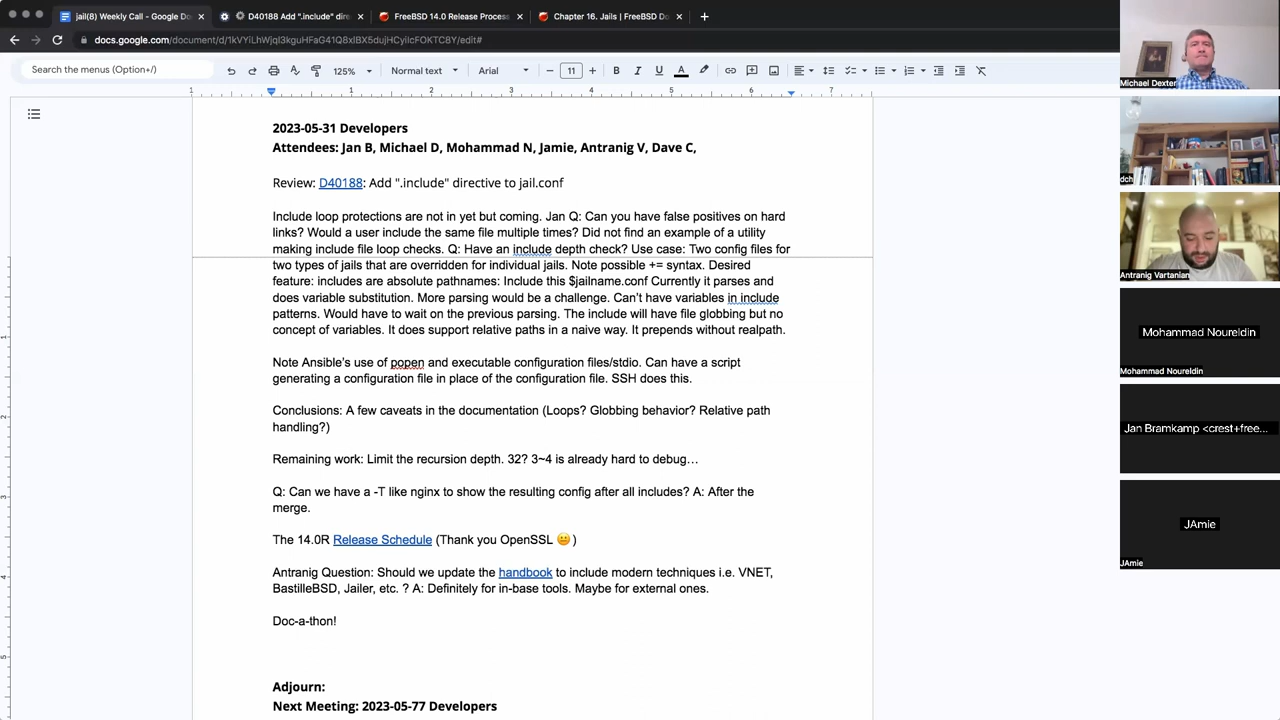 jail(8) Weekly Call - Google Do
D40188 Add ".include" dire
FreeBSD 14.0 Release Process
Chapter 16. Jails | FreeBSD Do
Search the menus (Option+/)
125%
Normal text
Arial
11
1 1 2 3 4 5 6 7
2023-05-31 Developers
Attendees: Jan B, Michael D, Mohammad N, Jamie, Antranig V, Dave C,
Review: D40188: Add ".include" directive to jail.conf
Include loop protections are not in yet but coming. Jan Q: Can you have false positives on hard
links? Would a user include the same file multiple times? Did not find an example of a utility
making include file loop checks. Q: Have an include depth check? Use case: Two config files for
two types of jails that are overridden for individual jails. Note possible += syntax. Desired
feature: includes are absolute pathnames: Include this $jailname.conf Currently it parses and
does variable substitution. More parsing would be a challenge. Can't have variables in include
patterns. Would have to wait on the previous parsing. The include will have file globbing but no
concept of variables. It does support relative paths in a naive way. It prepends without realpath.
Note Ansible's use of popen and executable configuration files/stdio. Can have a script
generating a configuration file in place of the configuration file. SSH does this.
Conclusions: A few caveats in the documentation (Loops? Globbing behavior? Relative path
handling?)
Remaining work: Limit the recursion depth. 32? 3~4 is already hard to debug…
Q: Can we have a -T like nginx to show the resulting config after all includes? A: After the
merge.
The 14.0R Release Schedule (Thank you OpenSSL 😐 )
Antranig Question: Should we update the handbook to include modern techniques i.e. VNET,
BastilleBSD, Jailer, etc. ? A: Definitely for in-base tools. Maybe for external ones.
Doc-a-thon!
Adjourn:
Next Meeting: 2023-05-77 Developers
Michael Dexter
dch
Antranig Vartanian
Mohammad Noureldin
Mohammad Noureldin
Jan Bramkamp <crest+free...
JAmie
JAmie